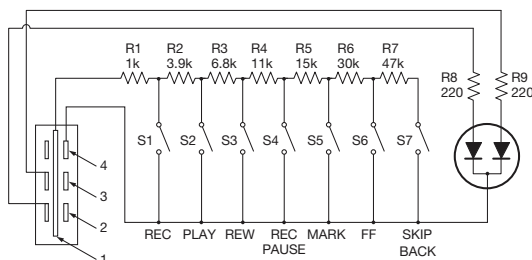 R1 R2 R3 R4 R5 R6 R7
1k 3.9k 6.8k 11k 15k 30k 47k
R8 R9
220 220
S1 S2 S3 S4 S5 S6 S7
4
3
2
1
REC PLAY REW REC PAUSE MARK FF SKIP BACK